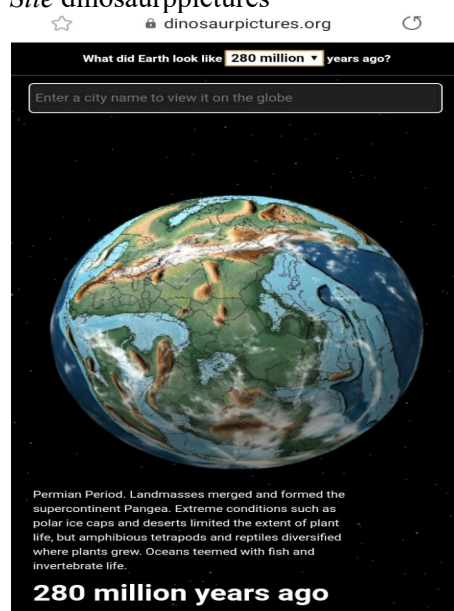 Site dinosaurppictures
dinosaurpictures.org
What did Earth look like 280 million years ago?
Enter a city name to view it on the globe
Permian Period. Landmasses merged and formed the
supercontinent Pangea. Extreme conditions such as
polar ice caps and deserts limited the extent of plant
life, but amphibious tetrapods and reptiles diversified
where plants grew. Oceans teemed with fish and
invertebrate life.
280 million years ago